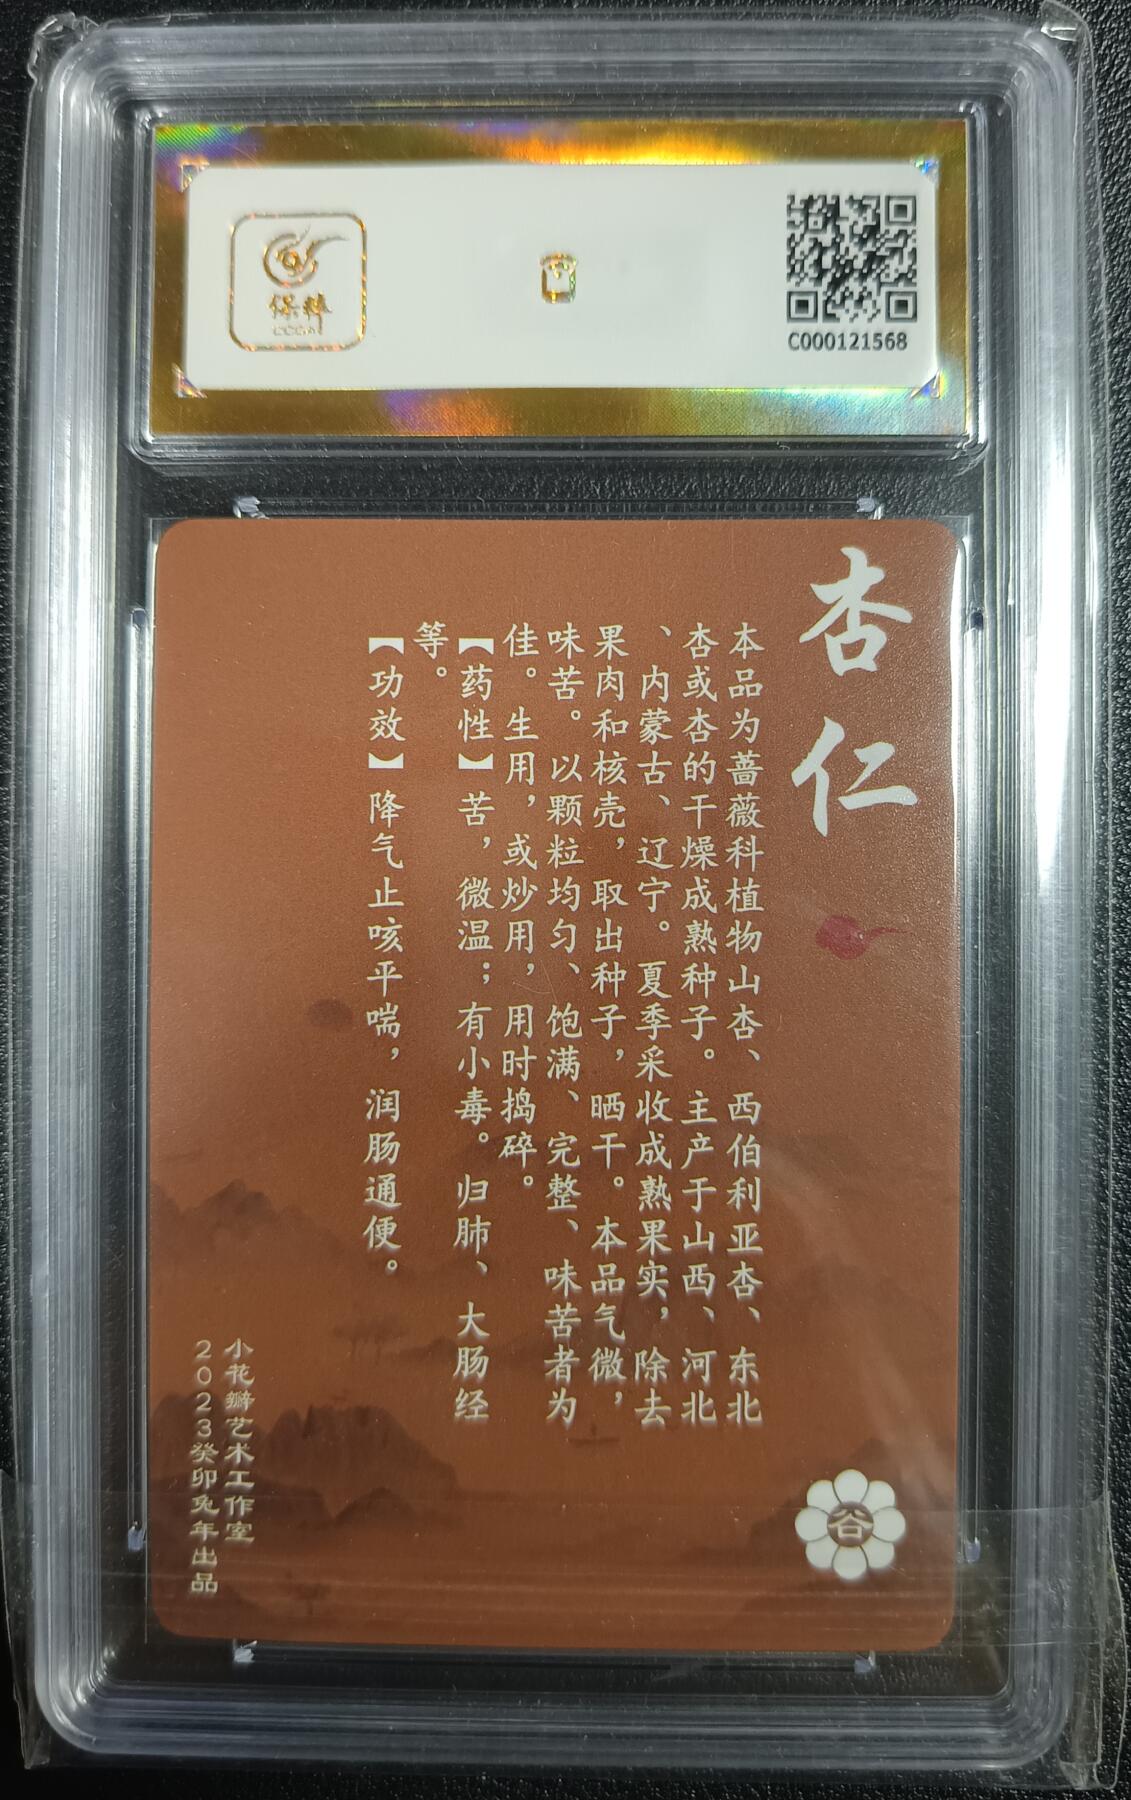 保粹
C000121568
杏仁
本品为蔷薇科植物山杏、西伯利亚杏、东北
杏或杏的干燥成熟种子。主产于山西、河北
、内蒙古、辽宁。夏季采收成熟果实，除去
果肉和核壳，取出种子，晒干。本品气微，
味苦。以颗粒均匀、饱满、完整、味苦者为
佳。生用，或炒用，用时捣碎。
【药性】苦，微温；有小毒。归肺、大肠经
等。
【功效】降气止咳平喘，润肠通便。
谷
小花瓣艺术工作室
2023癸卯兔年出品